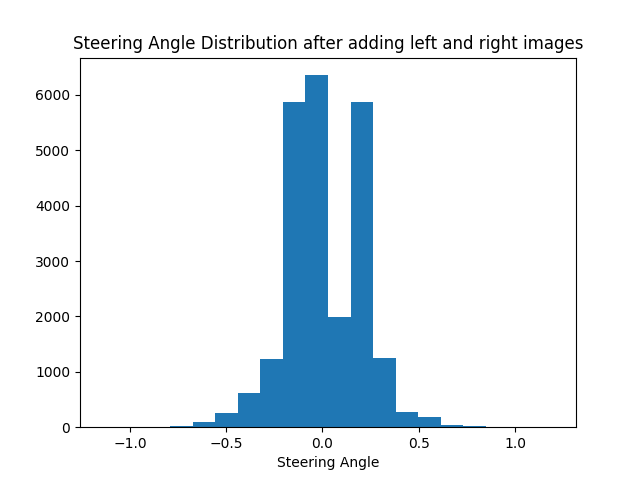 Steering Angle Distribution after adding left and right images
6000
5000
4000
3000
2000
1000
0
−1.0 −0.5 0.0 0.5 1.0
Steering Angle